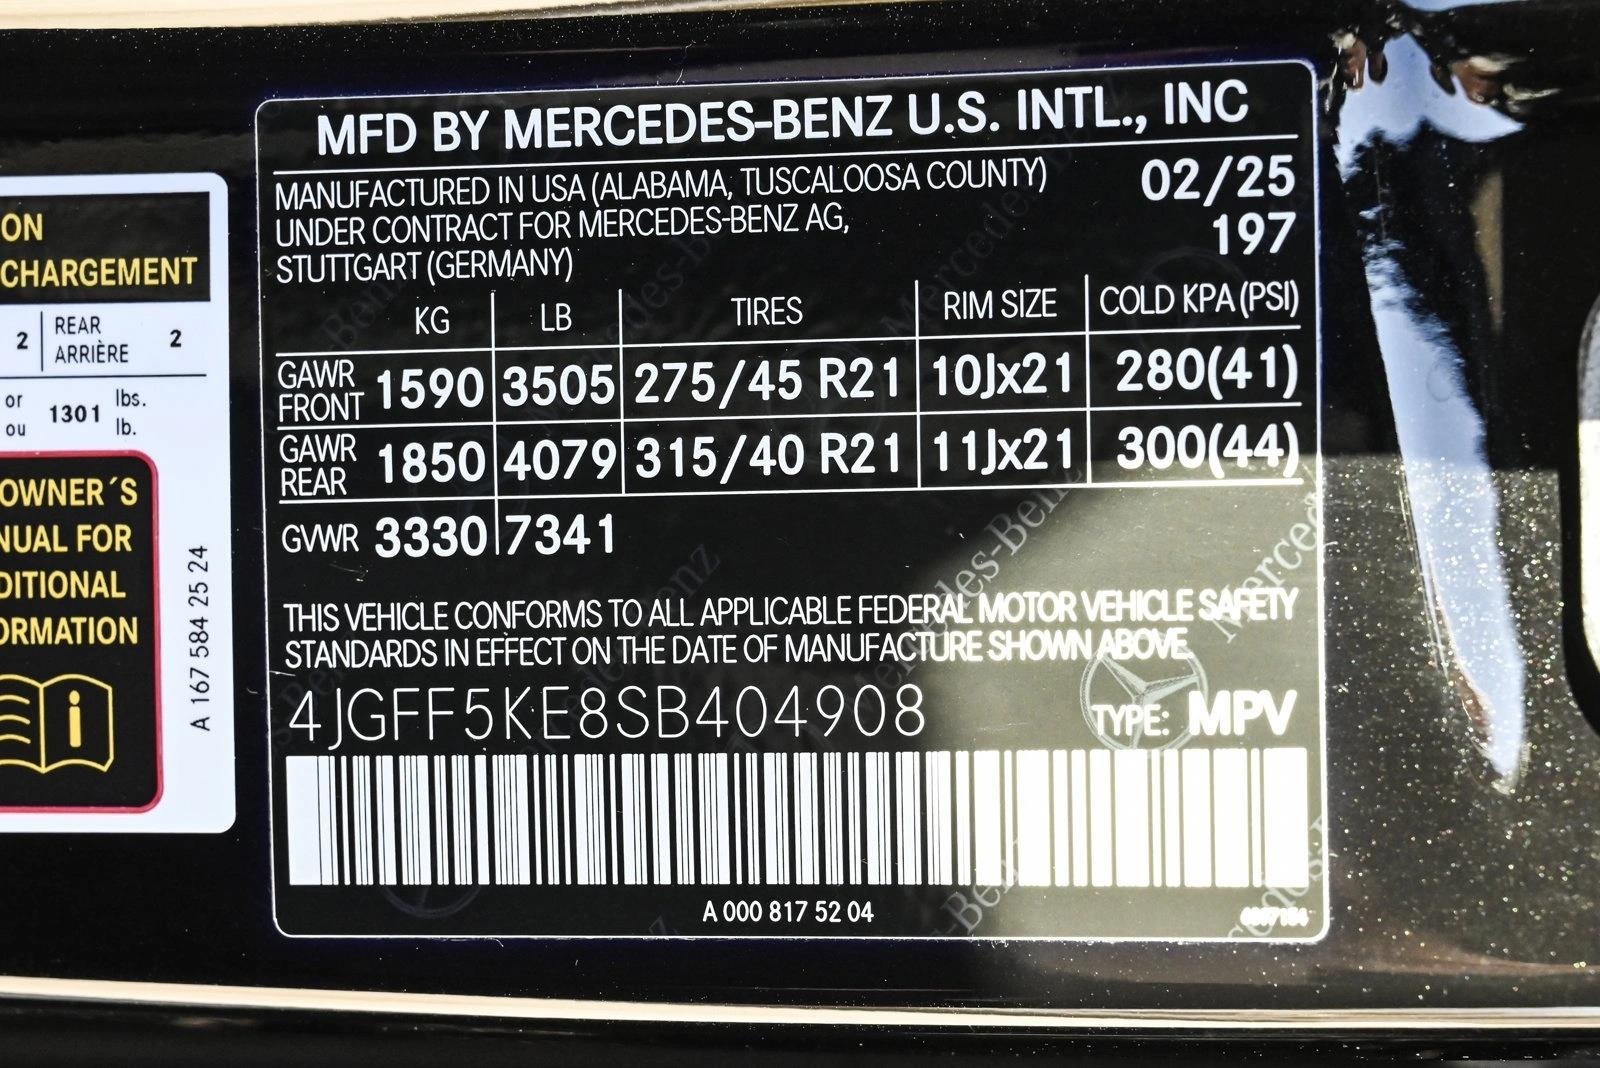 ON
CHARGEMENT
2 REAR ARRIÈRE 2
or ou 1301 lbs. lb.
OWNER´S
NUAL FOR
DITIONAL
ORMATION
A 167 584 25 24
MFD BY MERCEDES-BENZ U.S. INTL., INC
MANUFACTURED IN USA (ALABAMA, TUSCALOOSA COUNTY) 02/25
UNDER CONTRACT FOR MERCEDES-BENZ AG, 197
STUTTGART (GERMANY)
KG LB TIRES RIM SIZE COLD KPA (PSI)
GAWR FRONT 1590 3505 275/45 R21 10Jx21 280(41)
GAWR REAR 1850 4079 315/40 R21 11Jx21 300(44)
GVWR 3330 7341
THIS VEHICLE CONFORMS TO ALL APPLICABLE FEDERAL MOTOR VEHICLE SAFETY
STANDARDS IN EFFECT ON THE DATE OF MANUFACTURE SHOWN ABOVE.
4JGFF5KE8SB404908 TYPE: MPV
A 000 817 52 04